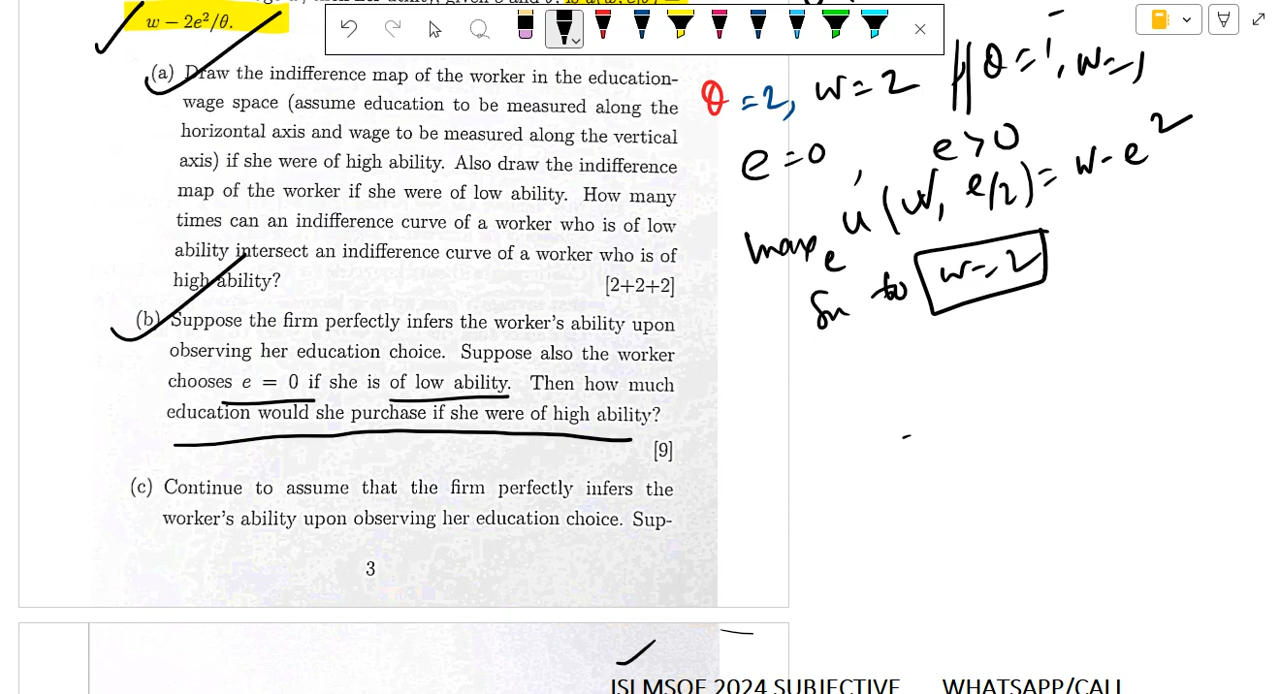 is u(w, e|θ) =
w − 2e²/θ.
(a) Draw the indifference map of the worker in the education-
wage space (assume education to be measured along the
horizontal axis and wage to be measured along the vertical
axis) if she were of high ability. Also draw the indifference
map of the worker if she were of low ability. How many
times can an indifference curve of a worker who is of low
ability intersect an indifference curve of a worker who is of
high ability? [2+2+2]
(b) Suppose the firm perfectly infers the worker's ability upon
observing her education choice. Suppose also the worker
chooses e = 0 if she is of low ability. Then how much
education would she purchase if she were of high ability?
[9]
(c) Continue to assume that the firm perfectly infers the
worker's ability upon observing her education choice. Sup-
3
θ = 2, w = 2 θ = 1, w = 1
e = 0, e > 0
max e u(w, e/2) = w - e²
to w = 2
ISI MSQE 2024 SUBJECTIVE WHATSAPP/CALL